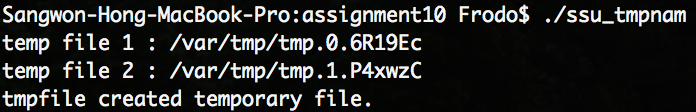 Sangwon-Hong-MacBook-Pro:assignment10 Frodo$ ./ssu_tmpnam
temp file 1 : /var/tmp/tmp.0.6R19Ec
temp file 2 : /var/tmp/tmp.1.P4xwzC
tmpfile created temporary file.